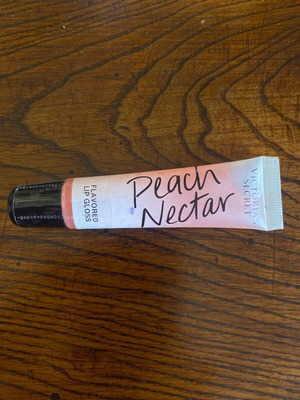 Peach
Nectar
FLAVORED
LIP GLOSS
VICTORIA'S
SECRET